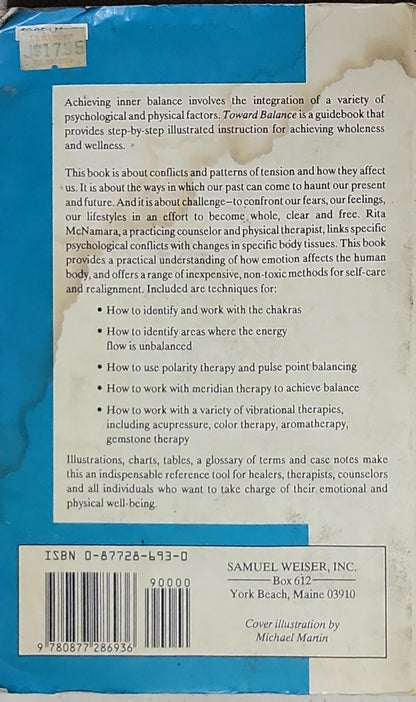 J$1795
Achieving inner balance involves the integration of a variety of
psychological and physical factors. Toward Balance is a guidebook that
provides step-by-step illustrated instruction for achieving wholeness
and wellness.
This book is about conflicts and patterns of tension and how they affect
us. It is about the ways in which our past can come to haunt our present
and future. And it is about challenge—to confront our fears, our feelings,
our lifestyles in an effort to become whole, clear and free. Rita
McNamara, a practicing counselor and physical therapist, links specific
psychological conflicts with changes in specific body tissues. This book
provides a practical understanding of how emotion affects the human
body, and offers a range of inexpensive, non-toxic methods for self-care
and realignment. Included are techniques for:
• How to identify and work with the chakras
• How to identify areas where the energy
flow is unbalanced
• How to use polarity therapy and pulse point balancing
• How to work with meridian therapy to achieve balance
• How to work with a variety of vibrational therapies,
including acupressure, color therapy, aromatherapy,
gemstone therapy
Illustrations, charts, tables, a glossary of terms and case notes make
this an indispensable reference tool for healers, therapists, counselors
and all individuals who want to take charge of their emotional and
physical well-being.
ISBN 0-87728-693-0
90000
9 780877 286936
SAMUEL WEISER, INC.
Box 612
York Beach, Maine 03910
Cover illustration by
Michael Martin